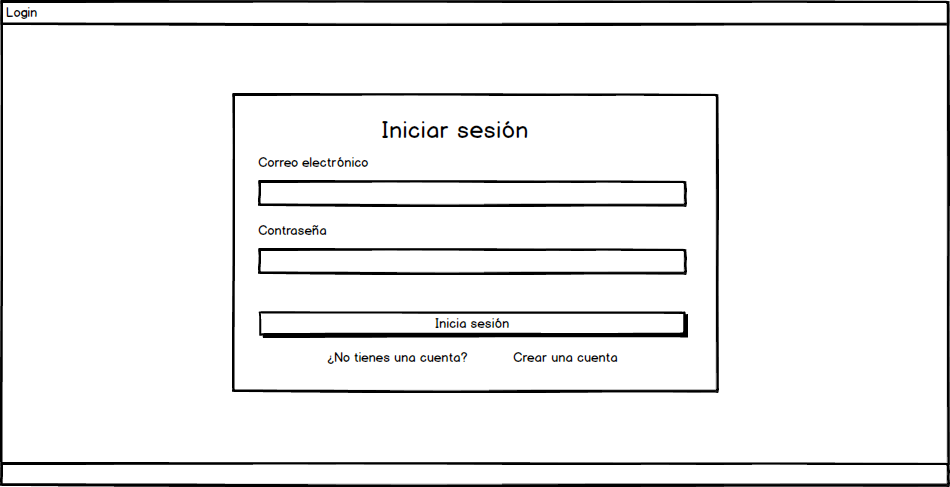 Login
Iniciar sesión
Correo electrónico
Contraseña
Inicia sesión
¿No tienes una cuenta? Crear una cuenta